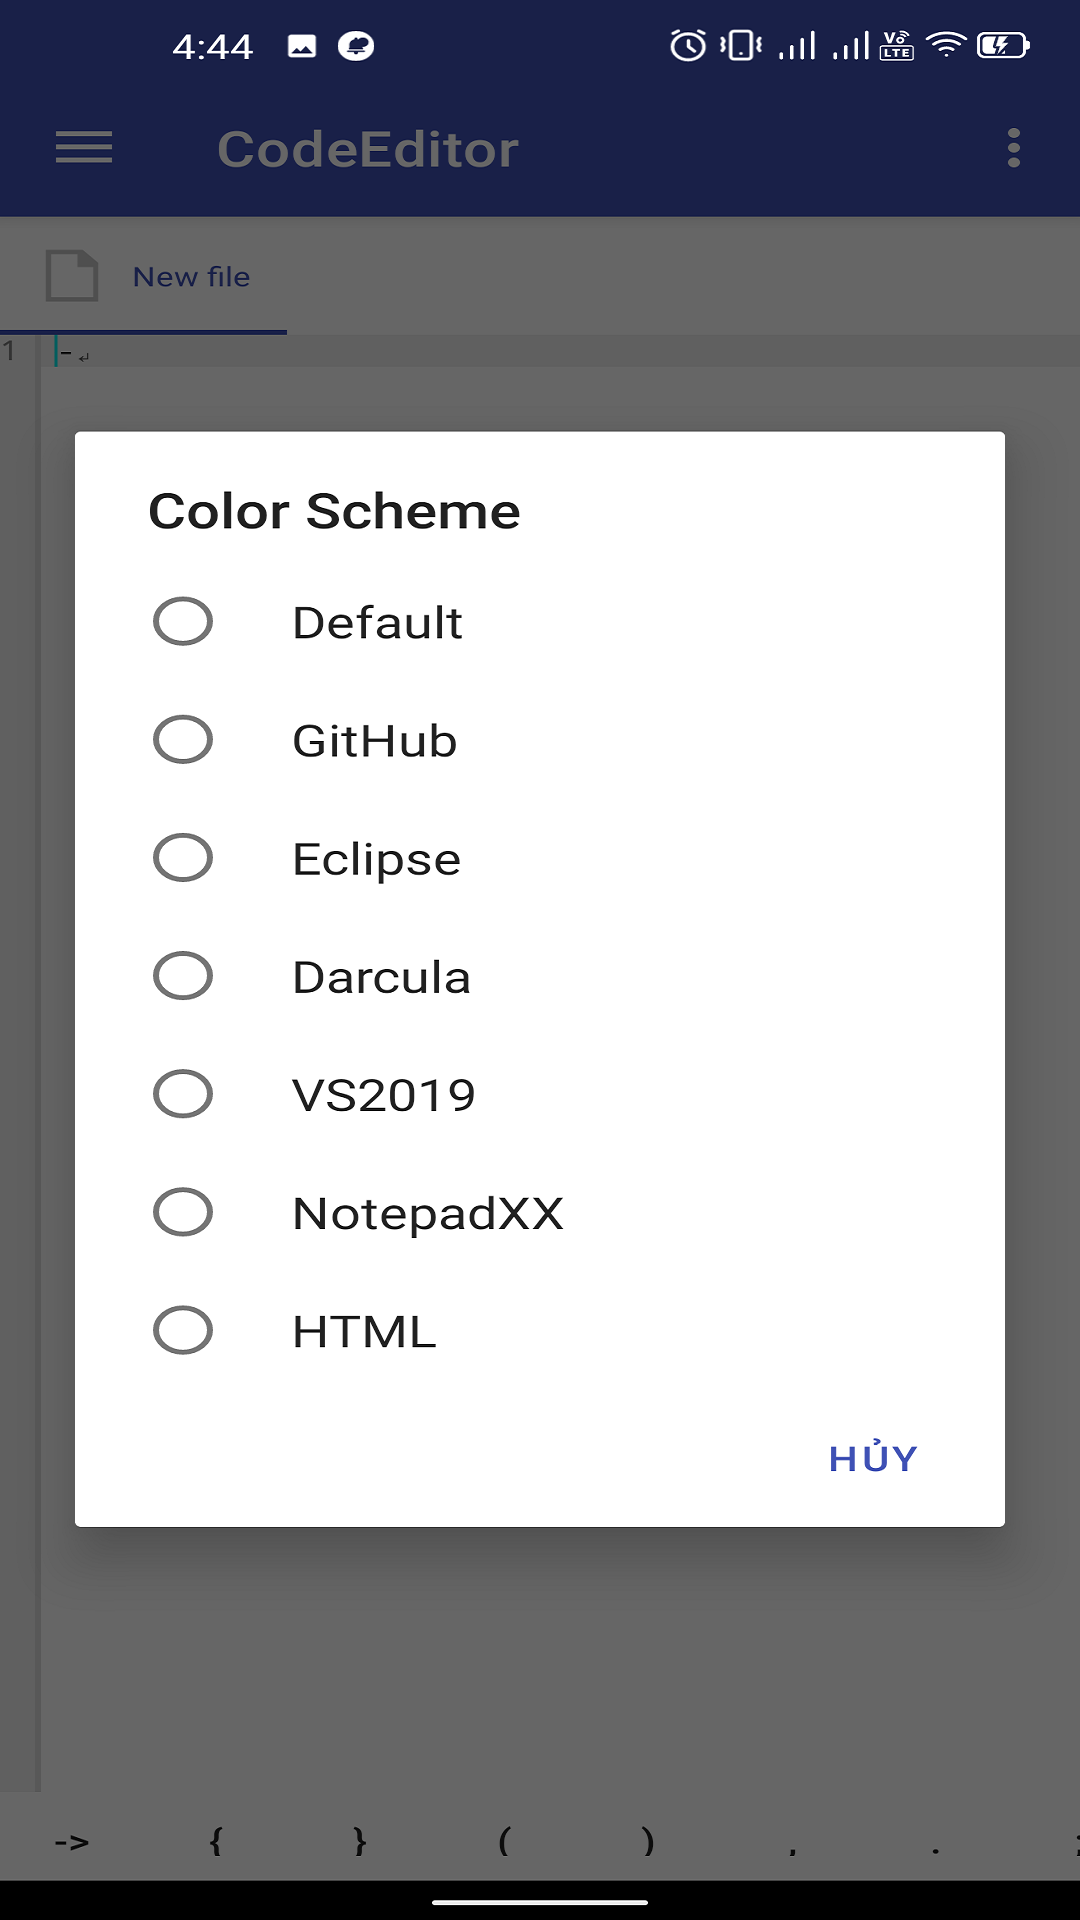 4:44 Vo LTE
CodeEditor
New file
1 -↵
Color Scheme
Default
GitHub
Eclipse
Darcula
VS2019
NotepadXX
HTML
HỦY
-> { } ( ) , . ;